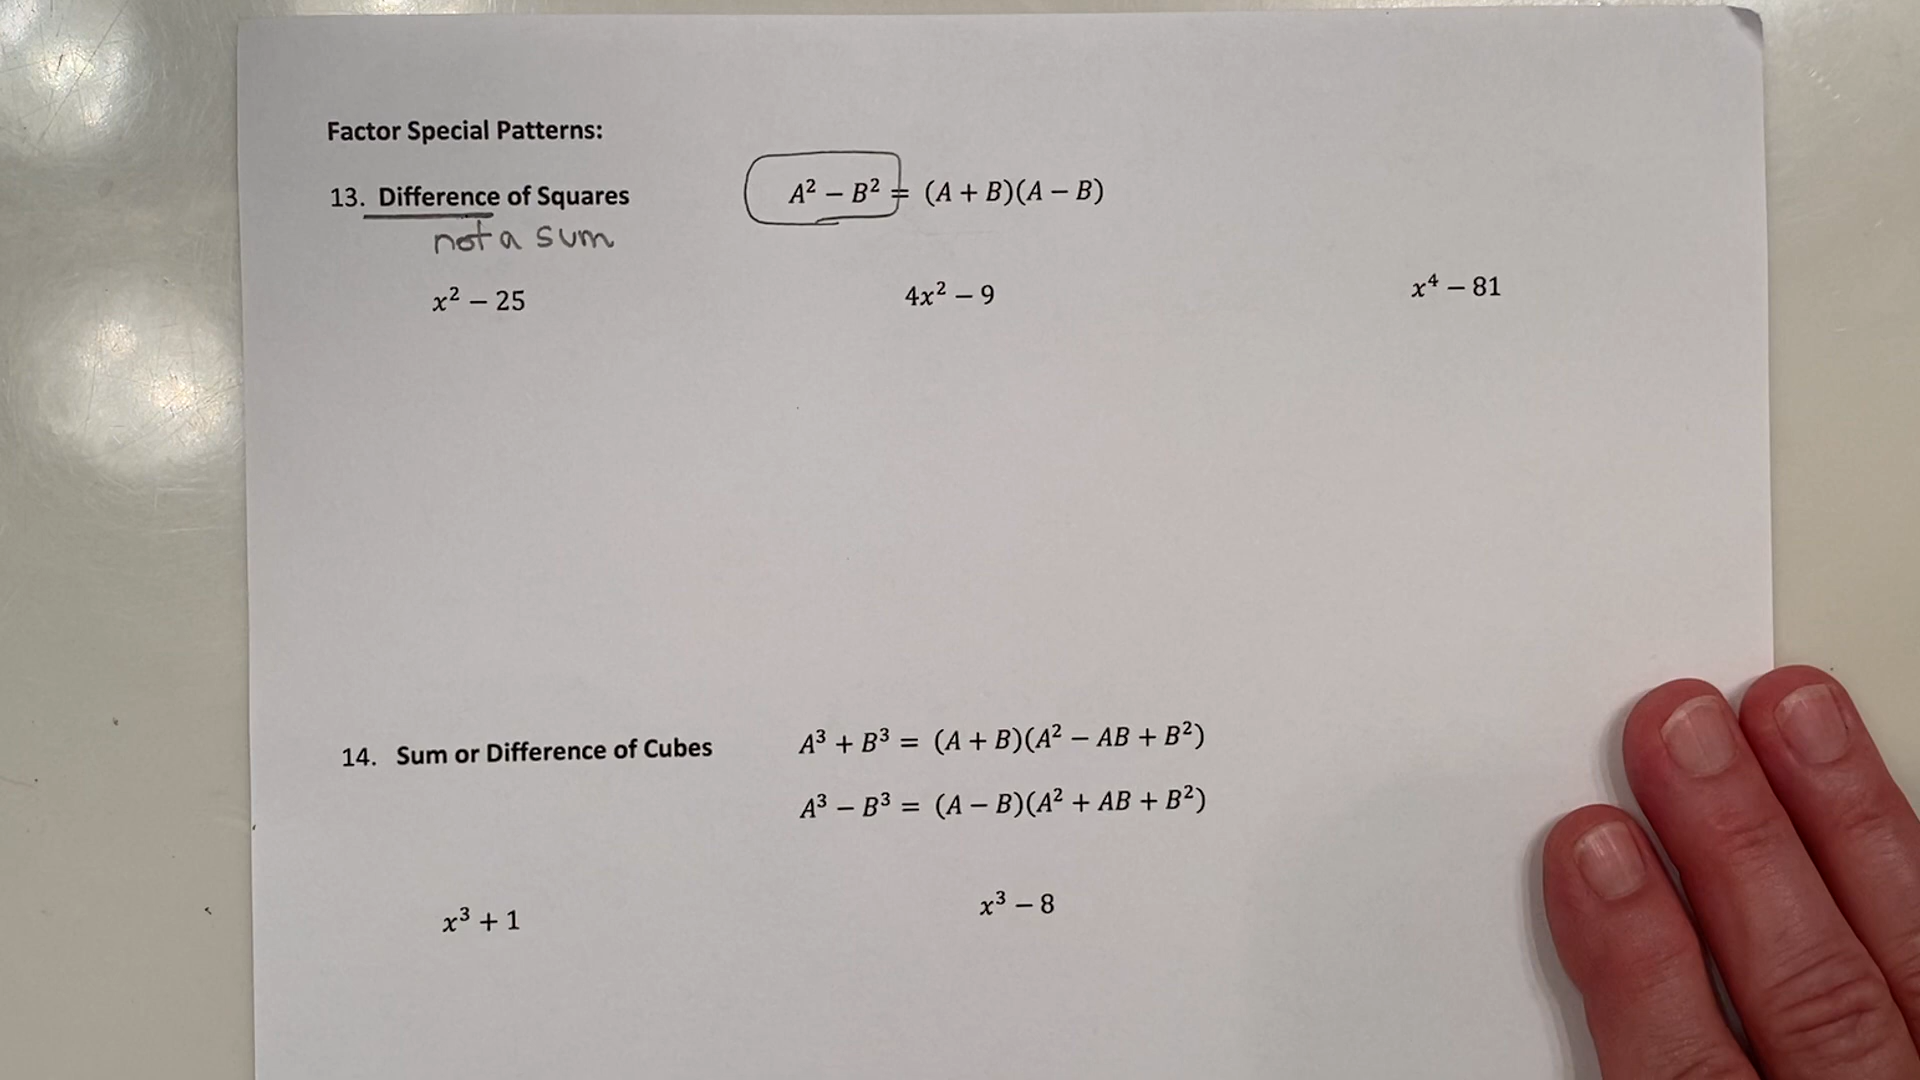 Factor Special Patterns:
13. Difference of Squares A² − B² = (A + B)(A − B)
not a sum
x² − 25 4x² − 9 x⁴ − 81
14. Sum or Difference of Cubes A³ + B³ = (A + B)(A² − AB + B²)
A³ − B³ = (A − B)(A² + AB + B²)
x³ + 1 x³ − 8